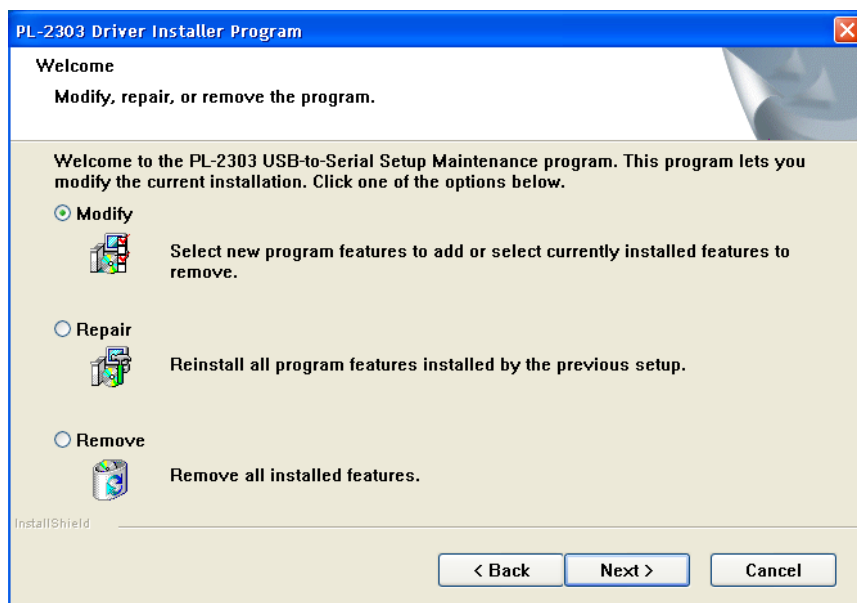 PL-2303 Driver Installer Program
Welcome
Modify, repair, or remove the program.
Welcome to the PL-2303 USB-to-Serial Setup Maintenance program. This program lets you
modify the current installation. Click one of the options below.
Modify
Select new program features to add or select currently installed features to
remove.
Repair
Reinstall all program features installed by the previous setup.
Remove
Remove all installed features.
InstallShield
< Back Next > Cancel